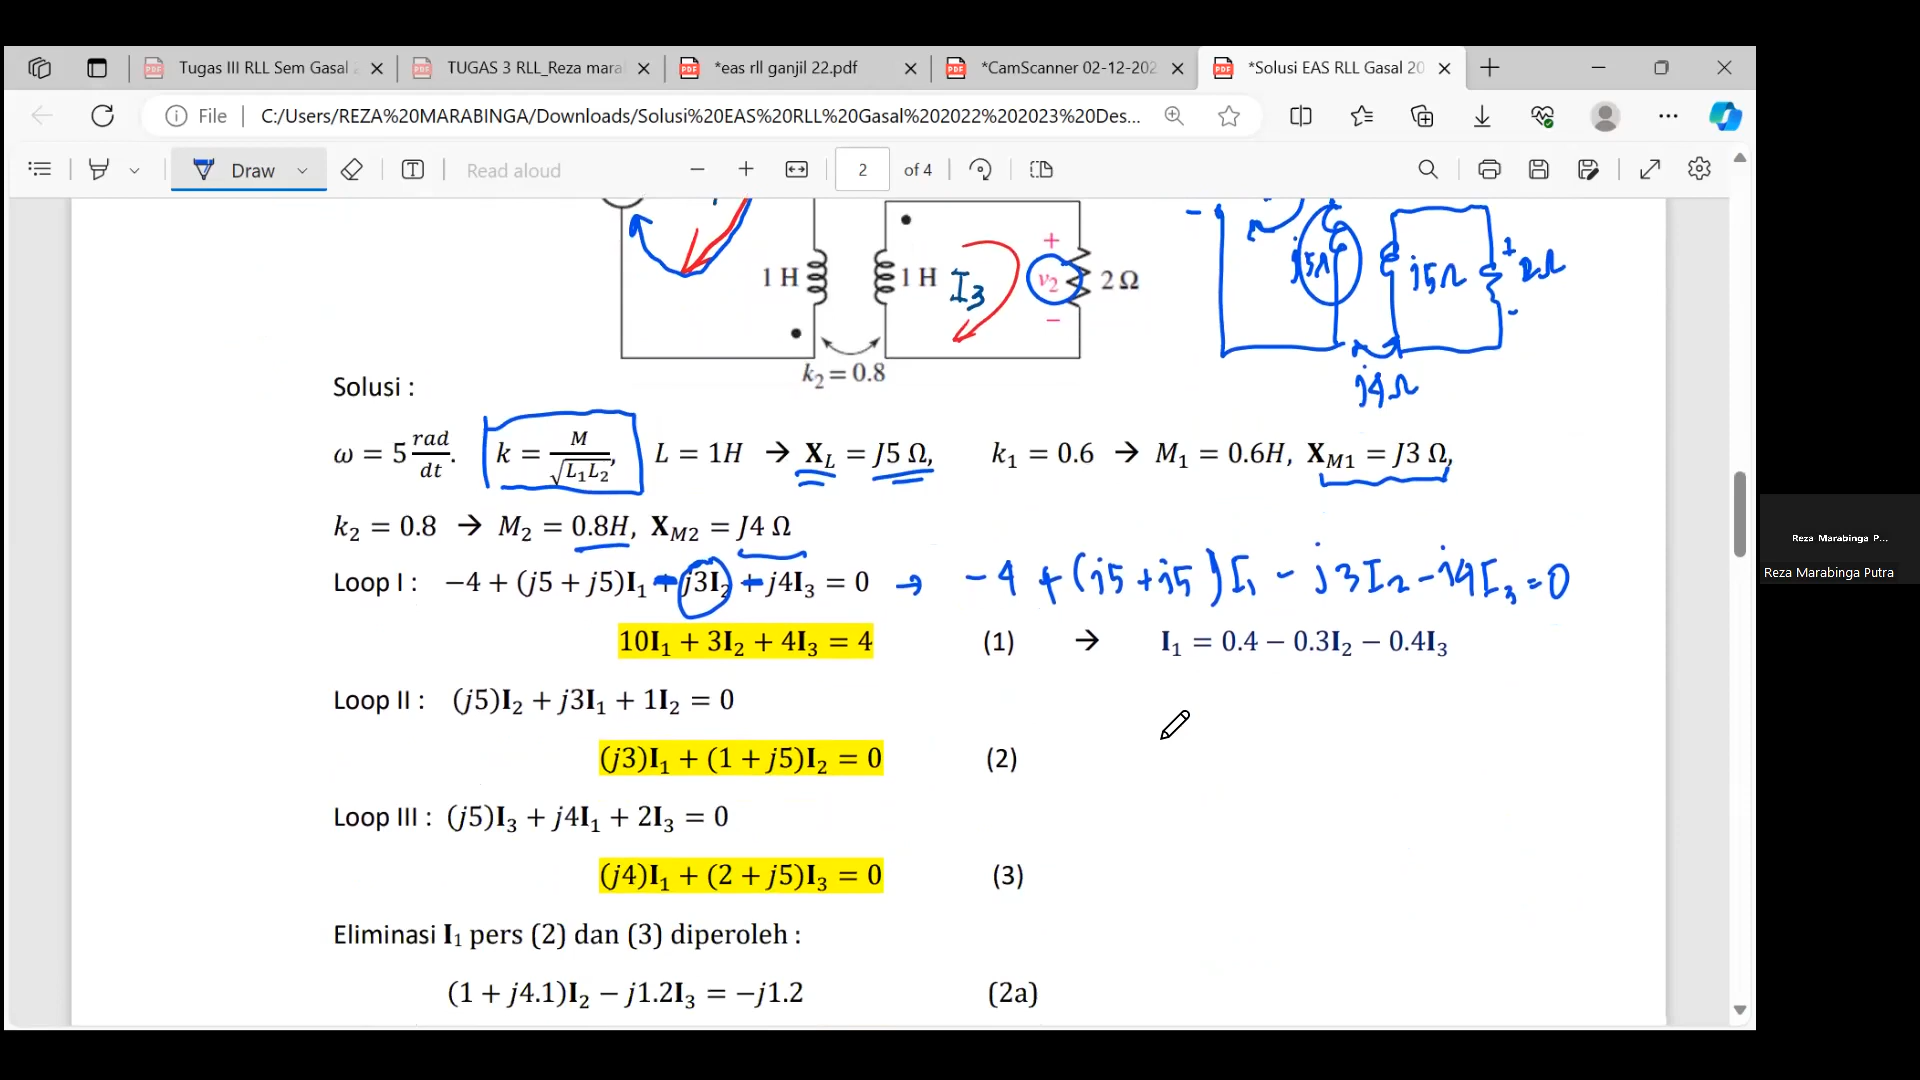 Tugas III RLL Sem Gasal
TUGAS 3 RLL_Reza mara
*eas rll ganjil 22.pdf
*CamScanner 02-12-202
*Solusi EAS RLL Gasal 20
File
C:/Users/REZA%20MARABINGA/Downloads/Solusi%20EAS%20RLL%20Gasal%202022%202023%20Des...
Draw
Read aloud
2 of 4
1 H 1 H I3 + v₂ − 2 Ω
k₂ = 0.8
− j5Ω j5Ω + 2Ω -
j4Ω
Solusi :
ω = 5 rad/dt. k = M/√L₁L₂, L = 1H → X_L = J5 Ω, k₁ = 0.6 → M₁ = 0.6H, X_M1 = J3 Ω,
k₂ = 0.8 → M₂ = 0.8H, X_M2 = J4 Ω
Loop I : −4 + (j5 + j5)I₁ - j3I₂ - j4I₃ = 0 → -4 + (j5 + j5)I₁ - j3I₂ - j4I₃ = 0
10I₁ + 3I₂ + 4I₃ = 4 (1) → I₁ = 0.4 − 0.3I₂ − 0.4I₃
Loop II : (j5)I₂ + j3I₁ + 1I₂ = 0
(j3)I₁ + (1 + j5)I₂ = 0 (2)
Loop III : (j5)I₃ + j4I₁ + 2I₃ = 0
(j4)I₁ + (2 + j5)I₃ = 0 (3)
Eliminasi I₁ pers (2) dan (3) diperoleh :
(1 + j4.1)I₂ − j1.2I₃ = −j1.2 (2a)
Reza Marabinga P...
Reza Marabinga Putra